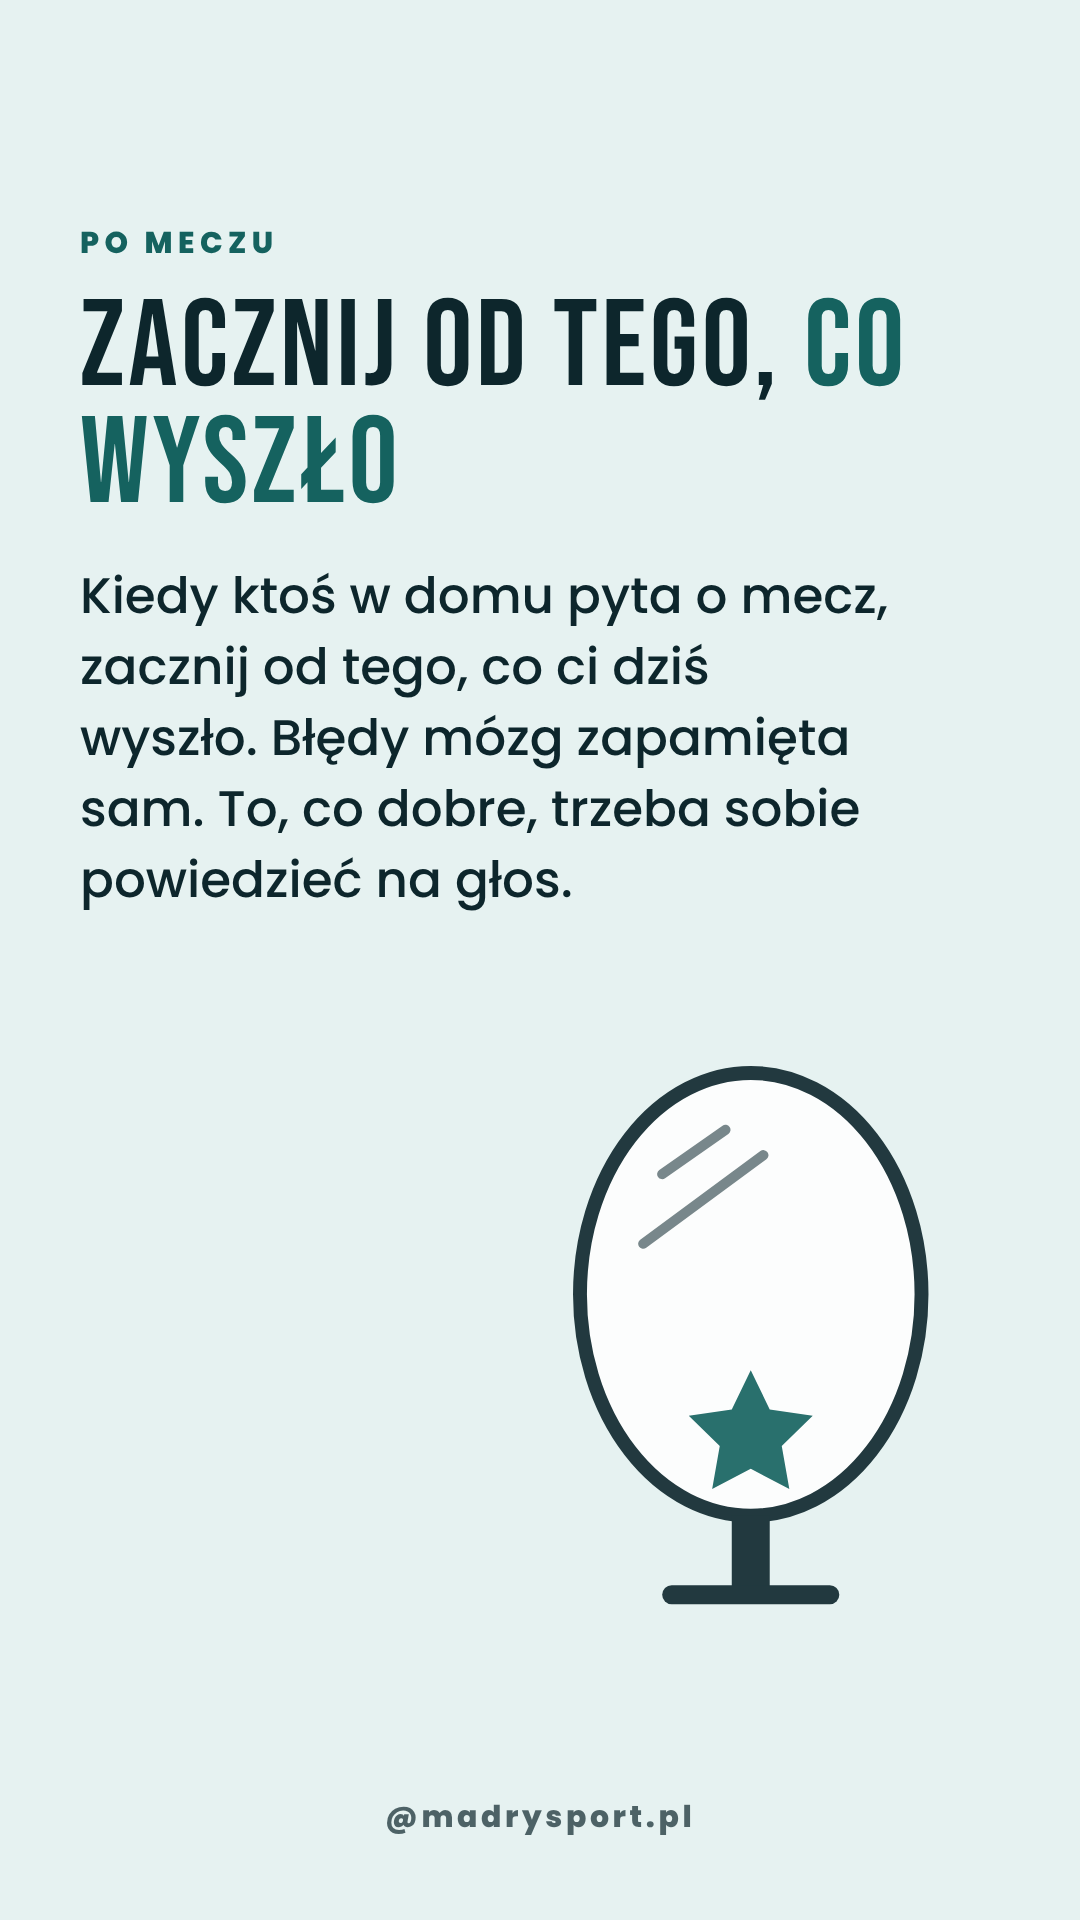 PO MECZU
ZACZNIJ OD TEGO, CO
WYSZŁO
Kiedy ktoś w domu pyta o mecz,
zacznij od tego, co ci dziś
wyszło. Błędy mózg zapamięta
sam. To, co dobre, trzeba sobie
powiedzieć na głos.
@madrysport.pl